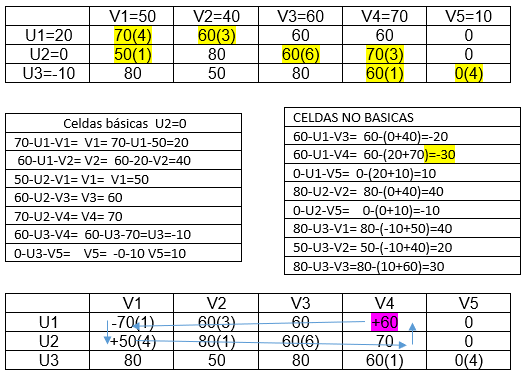 V1=50 V2=40 V3=60 V4=70 V5=10
U1=20 70(4) 60(3) 60 60 0
U2=0 50(1) 80 60(6) 70(3) 0
U3=-10 80 50 80 60(1) 0(4)
Celdas básicas U2=0
70-U1-V1= V1= 70-U1-50=20
60-U1-V2= V2= 60-20-V2=40
50-U2-V1= V1= V1=50
60-U2-V3= V3= 60
70-U2-V4= V4= 70
60-U3-V4= 60-U3-70=U3=-10
0-U3-V5= V5= -0-10 V5=10
CELDAS NO BASICAS
60-U1-V3= 60-(0+40)=-20
60-U1-V4= 60-(20+70)=-30
0-U1-V5= 0-(20+10)=10
80-U2-V2= 80-(0+40)=40
0-U2-V5= 0-(0+10)=-10
80-U3-V1= 80-(-10+50)=40
50-U3-V2= 50-(-10+40)=20
80-U3-V3=80-(10+60)=30
V1 V2 V3 V4 V5
U1 -70(1) 60(3) 60 +60 0
U2 +50(4) 80(1) 60(6) 70 0
U3 80 50 80 60(1) 0(4)